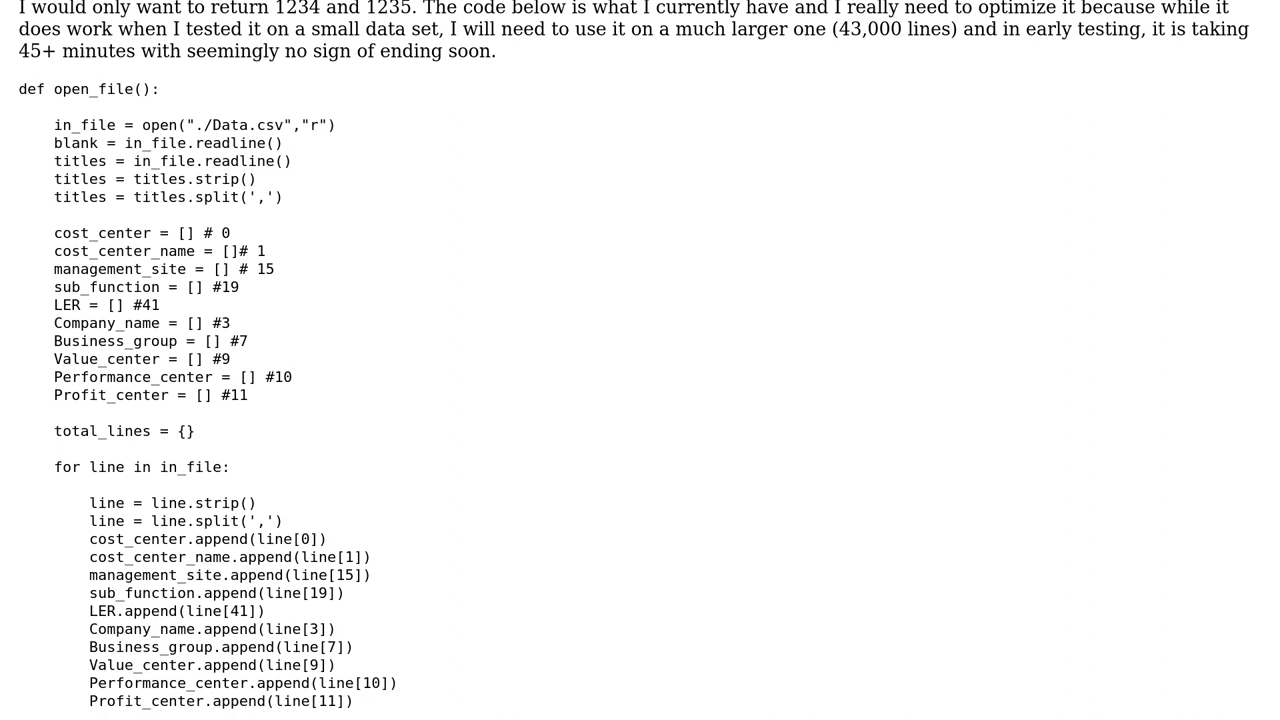 I would only want to return 1234 and 1235. The code below is what I currently have and I really need to optimize it because while it
does work when I tested it on a small data set, I will need to use it on a much larger one (43,000 lines) and in early testing, it is taking
45+ minutes with seemingly no sign of ending soon.
def open_file():
    in_file = open("./Data.csv","r")
    blank = in_file.readline()
    titles = in_file.readline()
    titles = titles.strip()
    titles = titles.split(',')
    cost_center = [] # 0
    cost_center_name = []# 1
    management_site = [] # 15
    sub_function = [] #19
    LER = [] #41
    Company_name = [] #3
    Business_group = [] #7
    Value_center = [] #9
    Performance_center = [] #10
    Profit_center = [] #11
    total_lines = {}
    for line in in_file:
        line = line.strip()
        line = line.split(',')
        cost_center.append(line[0])
        cost_center_name.append(line[1])
        management_site.append(line[15])
        sub_function.append(line[19])
        LER.append(line[41])
        Company_name.append(line[3])
        Business_group.append(line[7])
        Value_center.append(line[9])
        Performance_center.append(line[10])
        Profit_center.append(line[11])